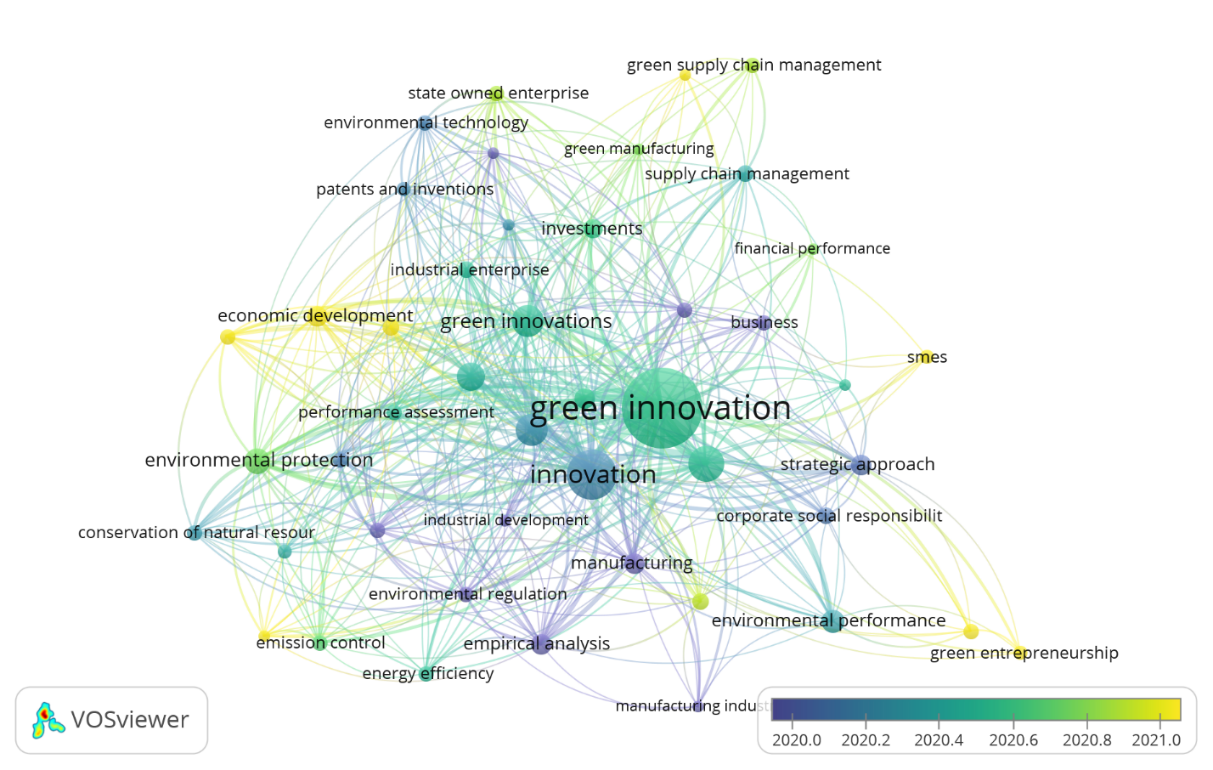 green supply chain management
state owned enterprise
environmental technology
green manufacturing
supply chain management
patents and inventions
investments
financial performance
industrial enterprise
economic development
green innovations
business
smes
green innovation
performance assessment
environmental protection
strategic approach
innovation
corporate social responsibilit
industrial development
conservation of natural resour
manufacturing
environmental regulation
environmental performance
emission control
empirical analysis
green entrepreneurship
energy efficiency
manufacturing indus
VOSviewer
2020.0 2020.2 2020.4 2020.6 2020.8 2021.0